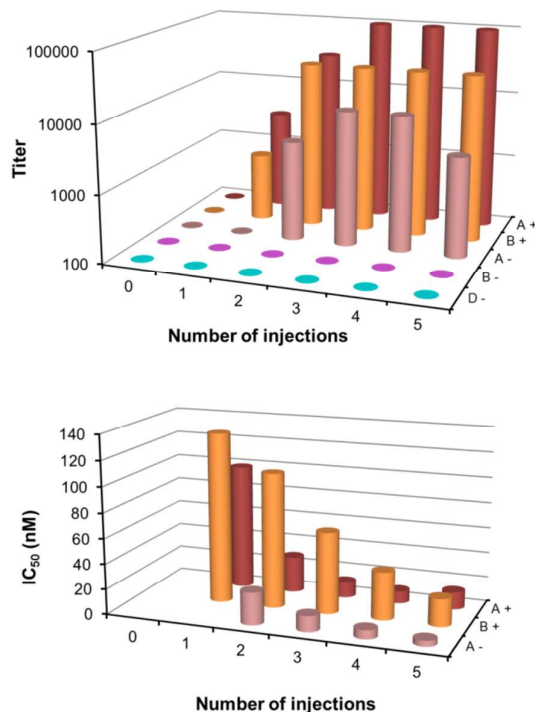 100000
10000
1000
100
Titer
0
1
2
3
4
5
A +
B +
A -
B -
D -
Number of injections
140
120
100
80
60
40
20
0
IC50 (nM)
0
1
2
3
4
5
A +
B +
A -
Number of injections